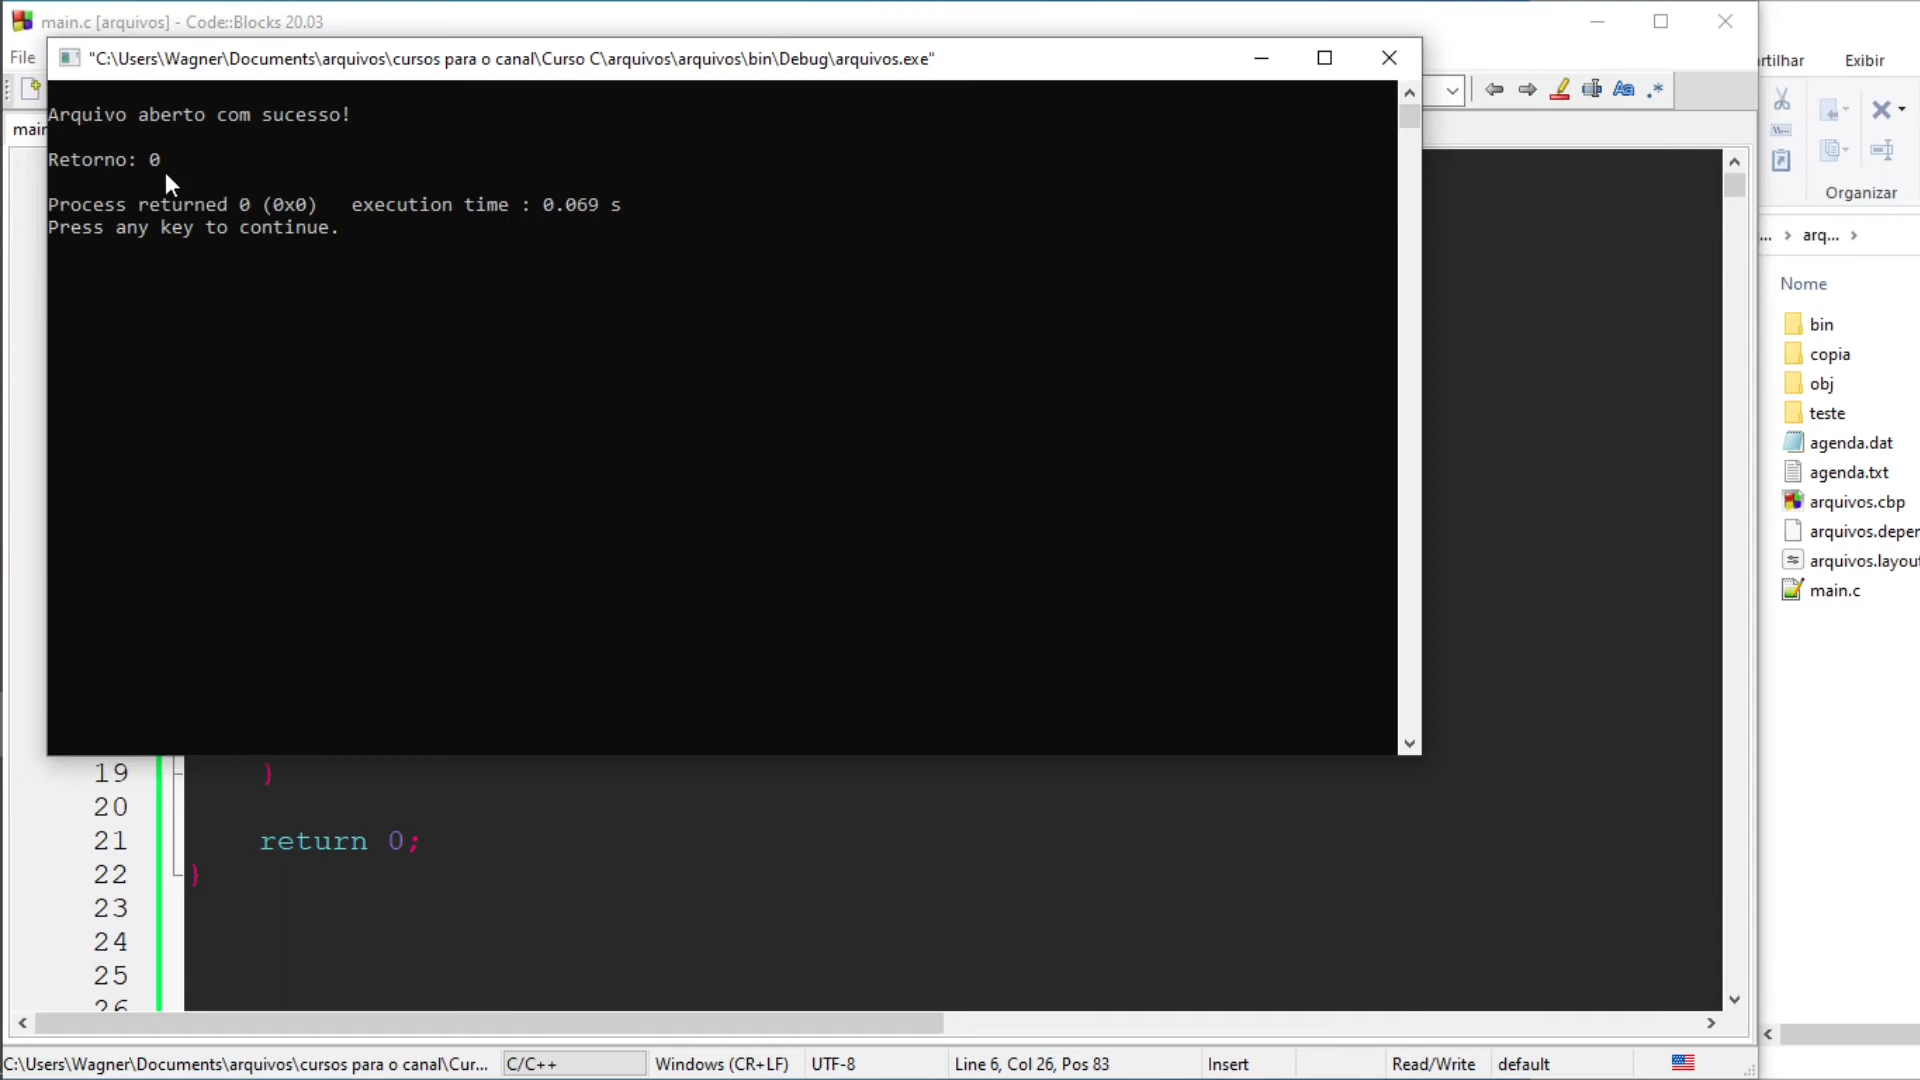 main.c [arquivos] - Code::Blocks 20.03
File
"C:\Users\Wagner\Documents\arquivos\cursos para o canal\Curso C\arquivos\arquivos\bin\Debug\arquivos.exe"
rtilhar Exibir
main
Arquivo aberto com sucesso!
Retorno: 0
Process returned 0 (0x0)   execution time : 0.069 s
Press any key to continue.
Organizar
... > arq... >
Nome
bin
copia
obj
teste
agenda.dat
agenda.txt
arquivos.cbp
arquivos.deper
arquivos.layout
main.c
19 }
20
21 return 0;
22 }
23
24
25
26
C:\Users\Wagner\Documents\arquivos\cursos para o canal\Cur... C/C++ Windows (CR+LF) UTF-8 Line 6, Col 26, Pos 83 Insert Read/Write default